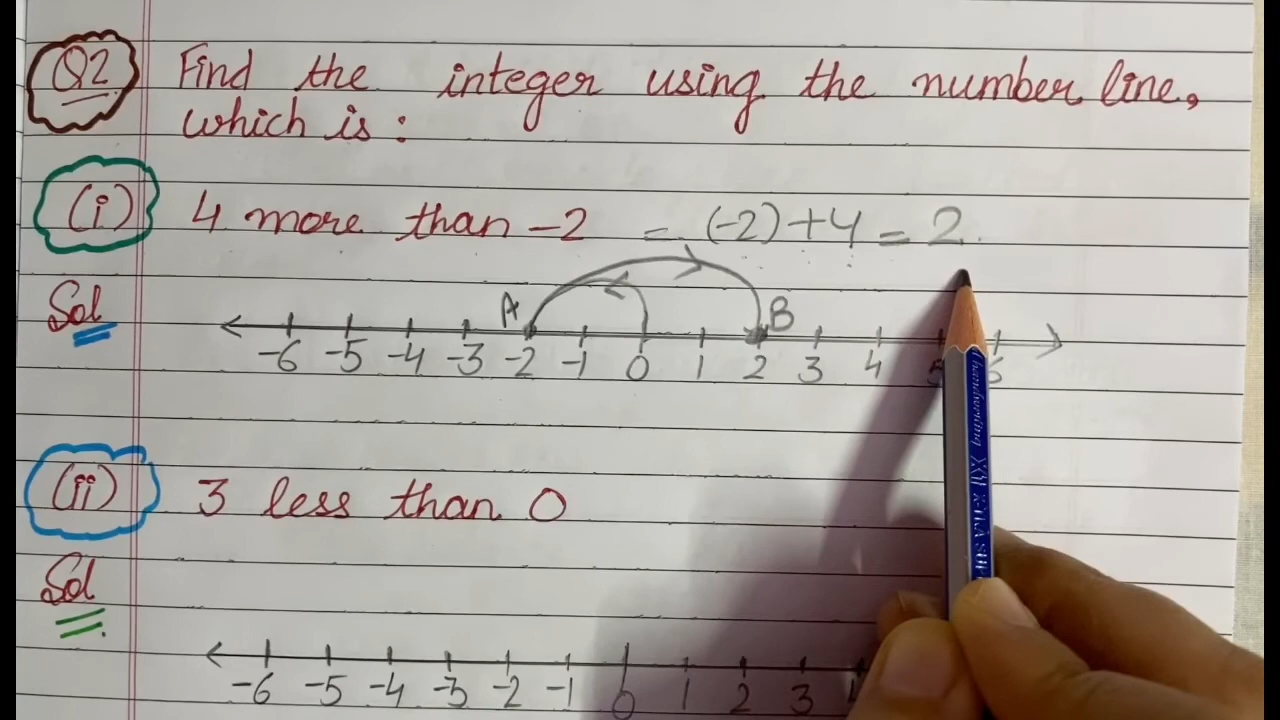 Q2 Find the integer using the number line,
which is :
(i) 4 more than -2 = (-2)+4 = 2.
Sol
A B
-6 -5 -4 -3 -2 -1 0 1 2 3 4 5 6
(ii) 3 less than 0
Sol
-6 -5 -4 -3 -2 -1 0 1 2 3